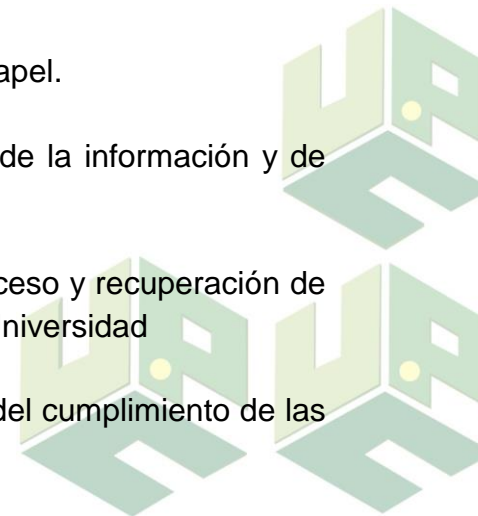 apel.
de la información y de
ceso y recuperación de
niversidad
del cumplimiento de las